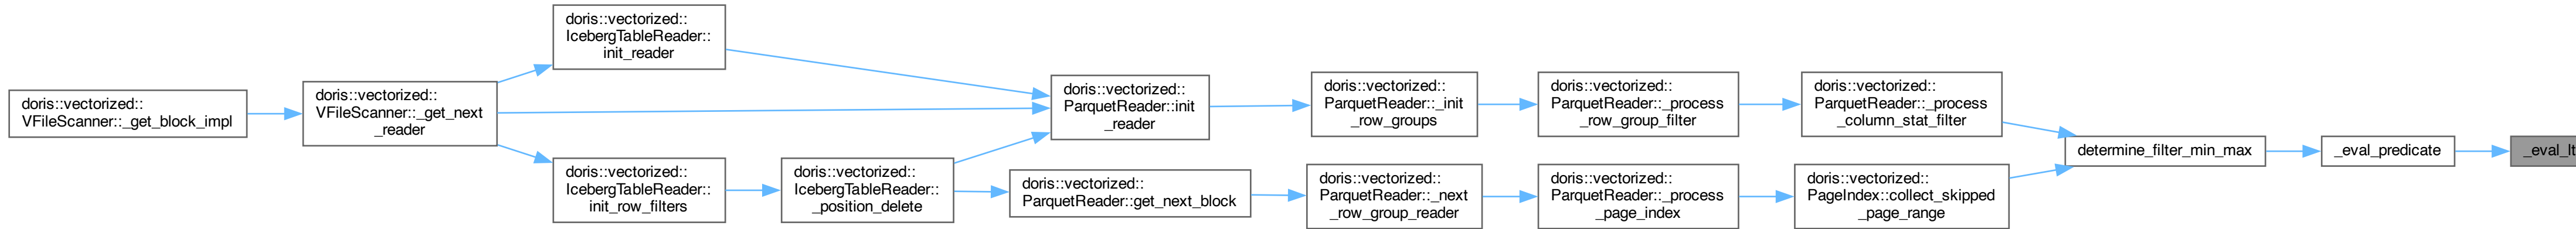 doris::vectorized::
VFileScanner::_get_block_impl
doris::vectorized::
VFileScanner::_get_next
_reader
doris::vectorized::
IcebergTableReader::
init_reader
doris::vectorized::
IcebergTableReader::
init_row_filters
doris::vectorized::
IcebergTableReader::
_position_delete
doris::vectorized::
ParquetReader::init
_reader
doris::vectorized::
ParquetReader::get_next_block
doris::vectorized::
ParquetReader::_init
_row_groups
doris::vectorized::
ParquetReader::_next
_row_group_reader
doris::vectorized::
ParquetReader::_process
_row_group_filter
doris::vectorized::
ParquetReader::_process
_page_index
doris::vectorized::
ParquetReader::_process
_column_stat_filter
doris::vectorized::
PageIndex::collect_skipped
_page_range
determine_filter_min_max
_eval_predicate
_eval_lt